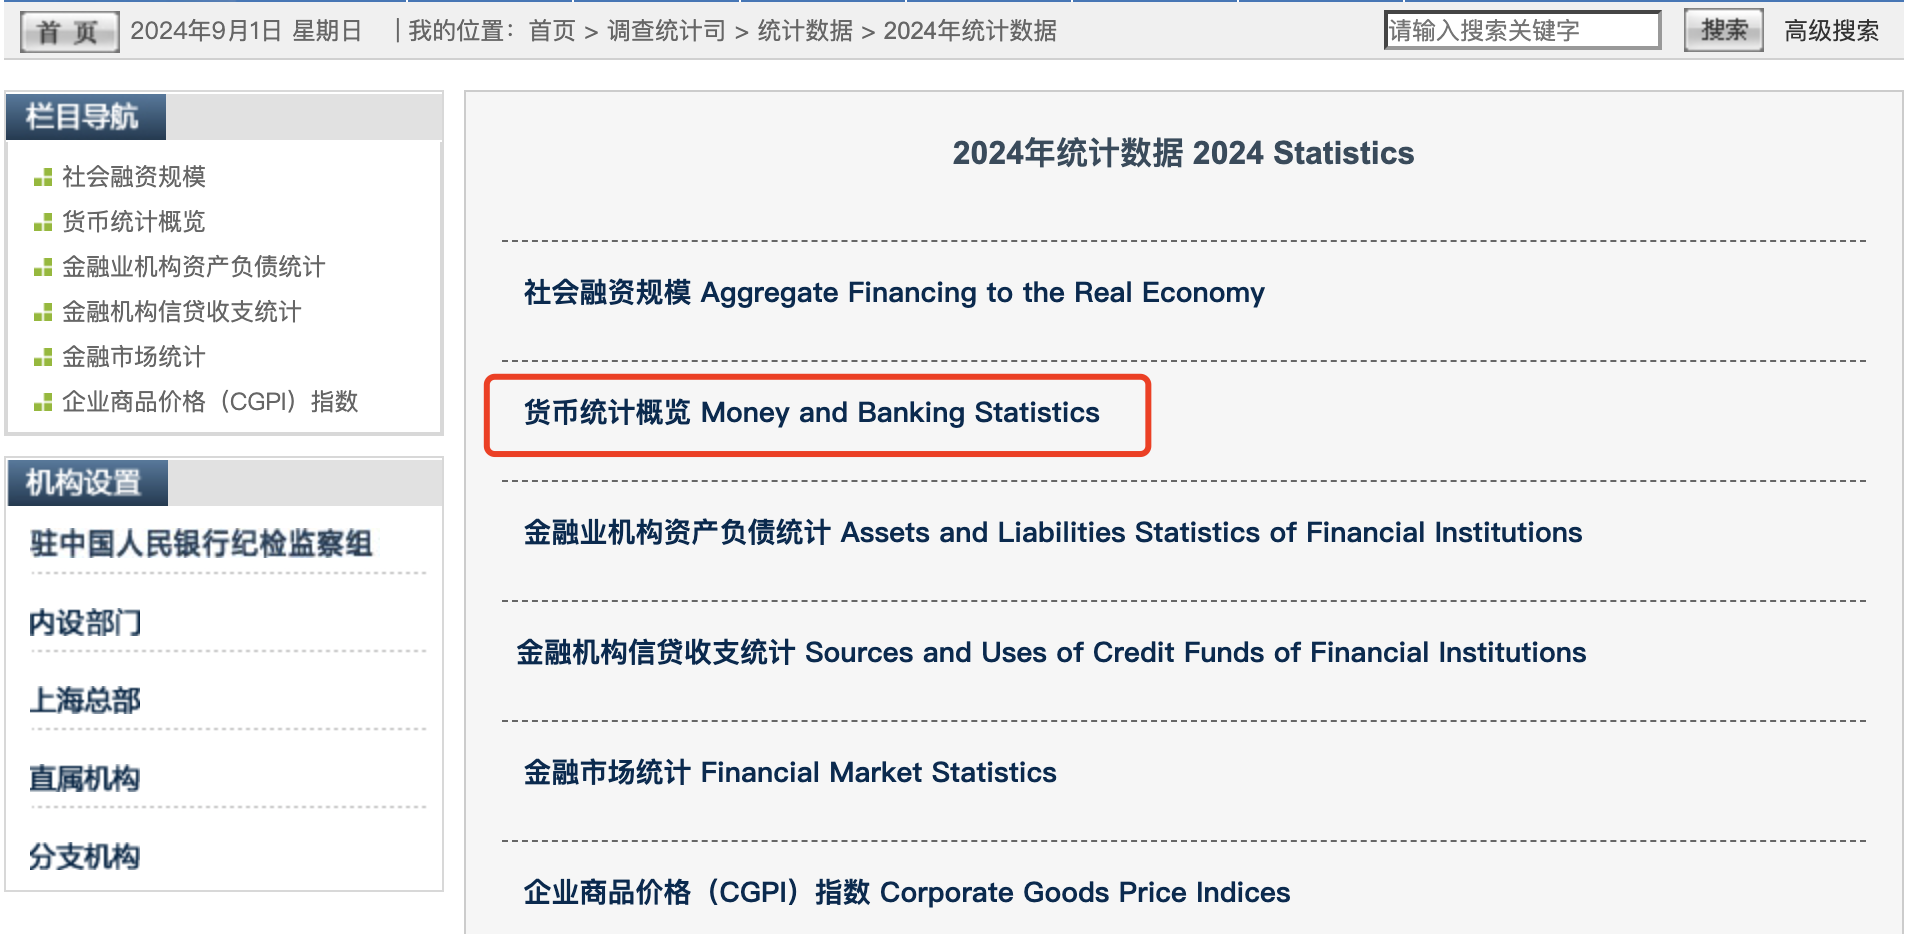 首 页 2024年9月1日 星期日 | 我的位置：首页 > 调查统计司 > 统计数据 > 2024年统计数据 请输入搜索关键字 搜索 高级搜索
栏目导航
社会融资规模
货币统计概览
金融业机构资产负债统计
金融机构信贷收支统计
金融市场统计
企业商品价格（CGPI）指数
机构设置
驻中国人民银行纪检监察组
内设部门
上海总部
直属机构
分支机构
2024年统计数据 2024 Statistics
社会融资规模 Aggregate Financing to the Real Economy
货币统计概览 Money and Banking Statistics
金融业机构资产负债统计 Assets and Liabilities Statistics of Financial Institutions
金融机构信贷收支统计 Sources and Uses of Credit Funds of Financial Institutions
金融市场统计 Financial Market Statistics
企业商品价格（CGPI）指数 Corporate Goods Price Indices